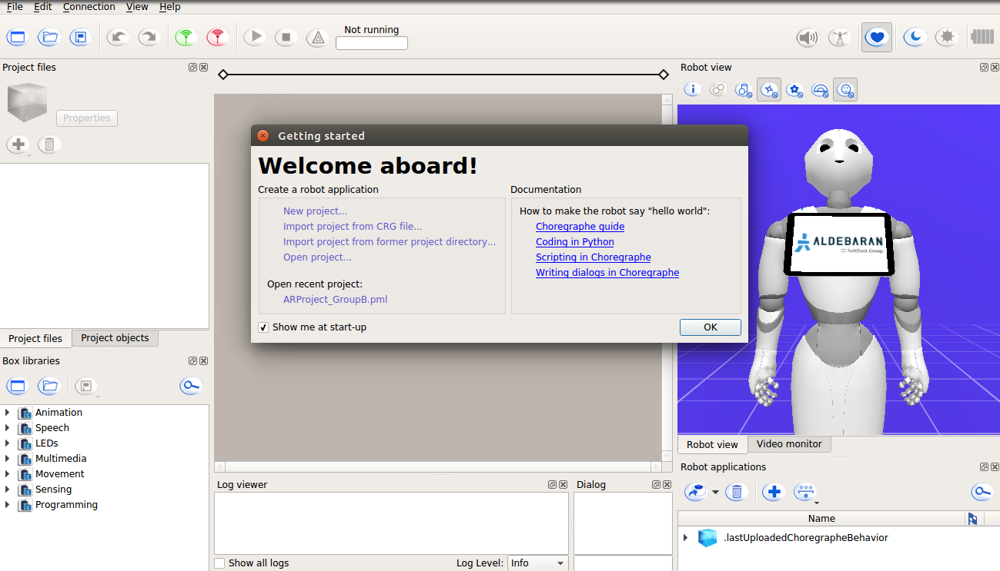 File Edit Connection View Help
Not running
Project files
Properties
Project files Project objects
Box libraries
Animation
Speech
LEDs
Multimedia
Movement
Sensing
Programming
Getting started
Welcome aboard!
Create a robot application
New project...
Import project from CRG file...
Import project from former project directory...
Open project...
Open recent project:
ARProject_GroupB.pml
Show me at start-up
Documentation
How to make the robot say "hello world":
Choregraphe guide
Coding in Python
Scripting in Choregraphe
Writing dialogs in Choregraphe
OK
Log viewer
Show all logs
Log Level: Info
Dialog
Robot view
ALDEBARAN
SoftBank Group
Robot view Video monitor
Robot applications
Name
.lastUploadedChoregrapheBehavior